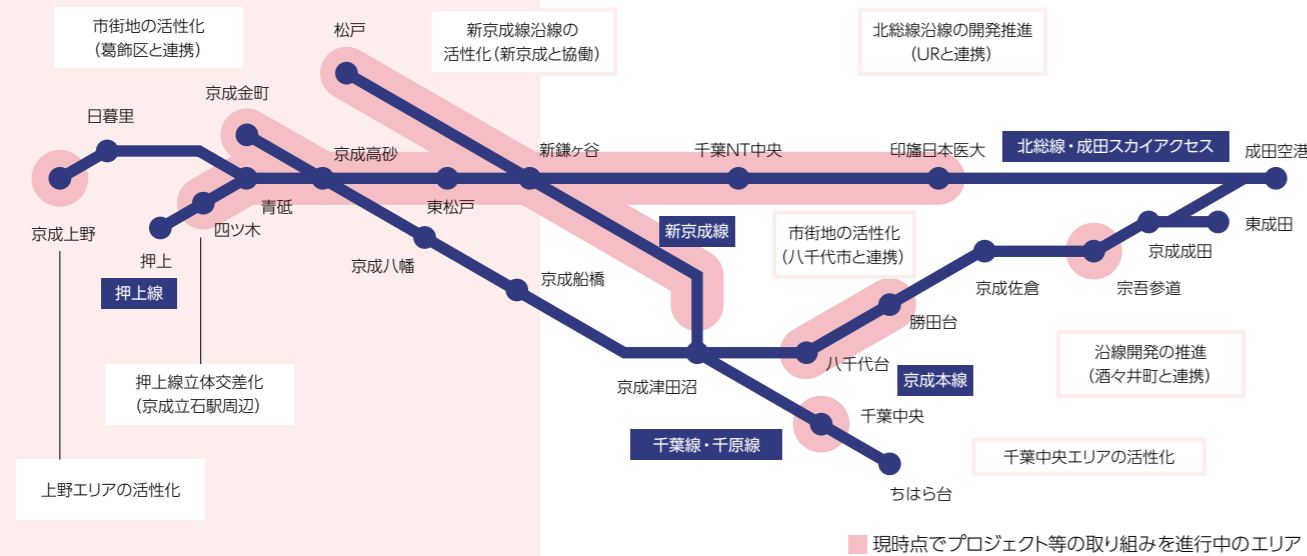 市街地の活性化
(葛飾区と連携)
松戸
新京成線沿線の
活性化(新京成と協働)
北総線沿線の開発推進
(URと連携)
京成金町
日暮里
京成高砂
新鎌ヶ谷
千葉NT中央
印旛日本医大
北総線・成田スカイアクセス
成田空港
京成上野
押上
押上線
四ツ木
青砥
東松戸
京成八幡
京成船橋
新京成線
市街地の活性化
(八千代市と連携)
東成田
京成成田
宗吾参道
京成佐倉
勝田台
八千代台
京成本線
京成津田沼
沿線開発の推進
(酒々井町と連携)
押上線立体交差化
(京成立石駅周辺)
千葉線・千原線
千葉中央
ちはら台
千葉中央エリアの活性化
上野エリアの活性化
現時点でプロジェクト等の取り組みを進行中のエリア